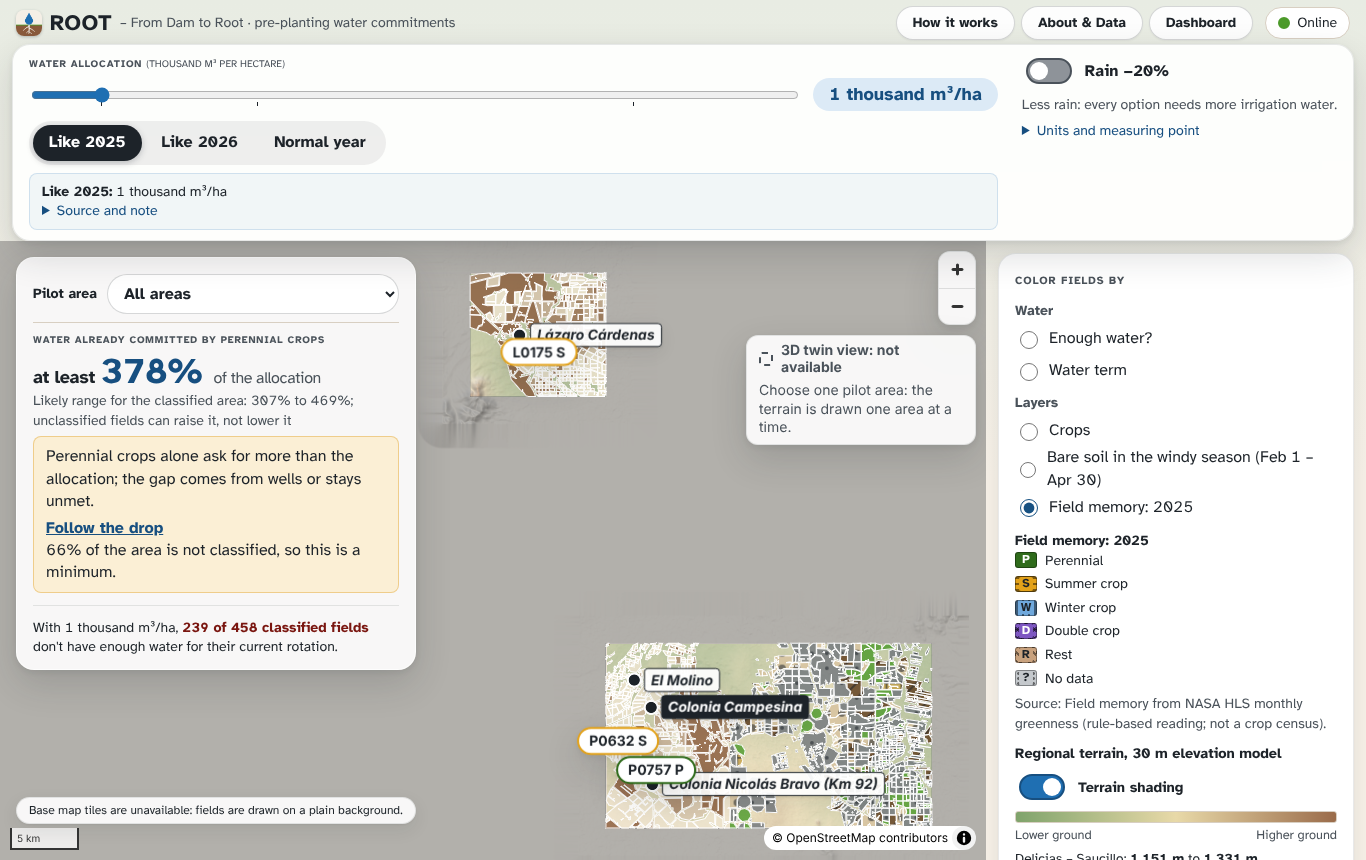 ROOT – From Dam to Root · pre-planting water commitments
How it works
About & Data
Dashboard
Online
WATER ALLOCATION (THOUSAND M³ PER HECTARE)
1 thousand m³/ha
Like 2025
Like 2026
Normal year
Like 2025: 1 thousand m³/ha
Source and note
Rain −20%
Less rain: every option needs more irrigation water.
Units and measuring point
Pilot area
All areas
WATER ALREADY COMMITTED BY PERENNIAL CROPS
at least 378% of the allocation
Likely range for the classified area: 307% to 469%;
unclassified fields can raise it, not lower it
Perennial crops alone ask for more than the
allocation; the gap comes from wells or stays
unmet.
Follow the drop
66% of the area is not classified, so this is a
minimum.
With 1 thousand m³/ha, 239 of 458 classified fields
don't have enough water for their current rotation.
Base map tiles are unavailable: fields are drawn on a plain background.
5 km
Lázaro Cárdenas
L0175 S
+
−
3D twin view: not
available
Choose one pilot area: the
terrain is drawn one area at a
time.
El Molino
Colonia Campesina
P0632 S
P0757 P
Colonia Nicolás Bravo (Km 92)
© OpenStreetMap contributors
COLOR FIELDS BY
Water
Enough water?
Water term
Layers
Crops
Bare soil in the windy season (Feb 1 –
Apr 30)
Field memory: 2025
Field memory: 2025
P Perennial
S Summer crop
W Winter crop
D Double crop
R Rest
? No data
Source: Field memory from NASA HLS monthly
greenness (rule-based reading; not a crop census).
Regional terrain, 30 m elevation model
Terrain shading
Lower ground
Higher ground
Delicias – Saucillo: 1,151 m to 1,331 m